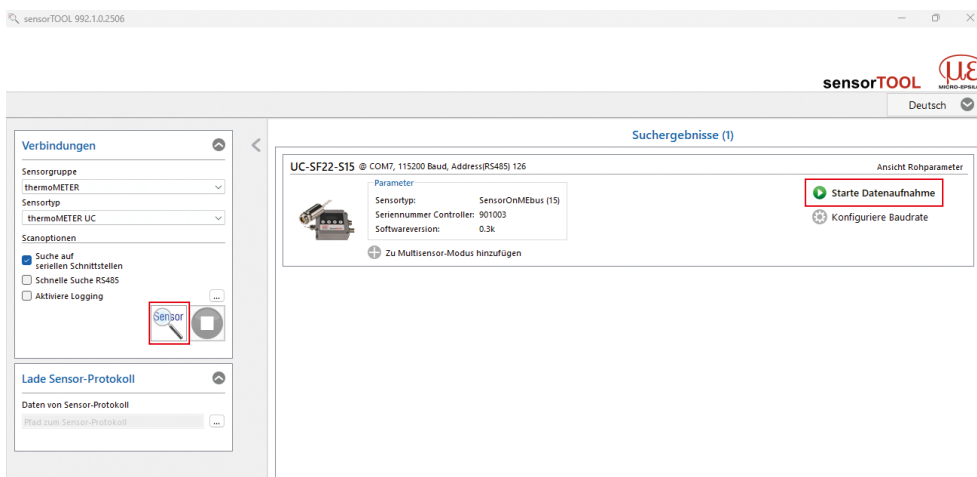 sensorTOOL 992.1.0.2506
sensorTOOL
με
MICRO-EPSILON
Deutsch
Verbindungen
Sensorgruppe
thermoMETER
Sensortyp
thermoMETER UC
Scanoptionen
Suche auf
seriellen Schnittstellen
Schnelle Suche RS485
Aktiviere Logging
...
Sensor
Lade Sensor-Protokoll
Daten von Sensor-Protokoll
Pfad zum Sensor-Protokoll
...
Suchergebnisse (1)
UC-SF22-S15 @ COM7, 115200 Baud, Address(RS485) 126
Ansicht Rohparameter
Parameter
Sensortyp: SensorOnMEbus (15)
Seriennummer Controller: 901003
Softwareversion: 0.3k
Zu Multisensor-Modus hinzufügen
Starte Datenaufnahme
Konfiguriere Baudrate